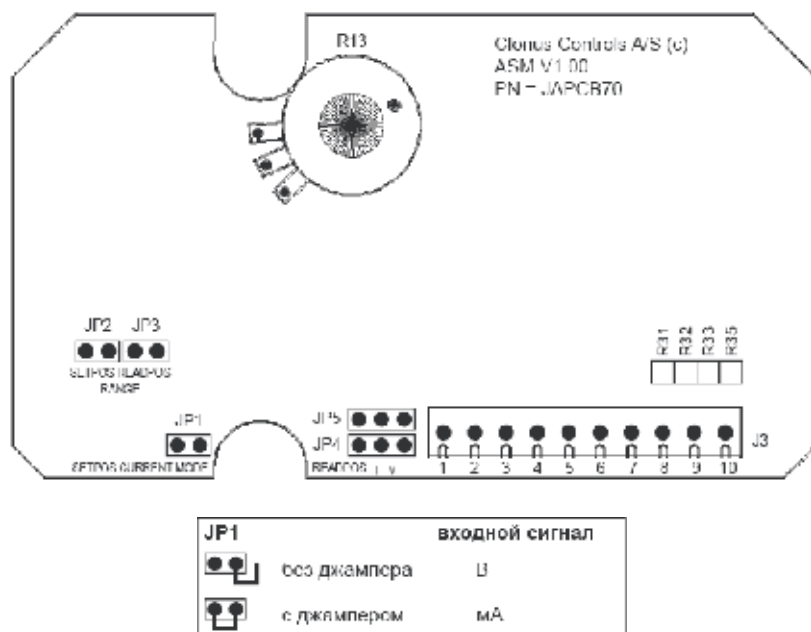 R13
Clorius Controls A/S (c)
ASM V1.00
PN = JAPCB70
JP2 JP3
SETPOS READPOS
RANGE
R31 R32 R33 R35
JP1
SETPOS CURRENT MODE
JP5
JP4
READPOS I V
J3
1 2 3 4 5 6 7 8 9 10
JP1 входной сигнал
без джампера В
с джампером мА